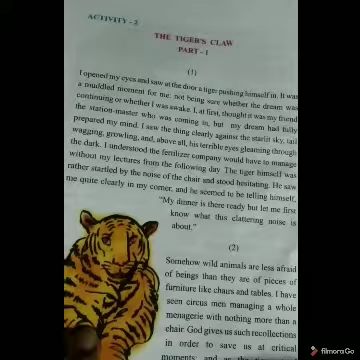 ACTIVITY - 2
THE TIGER'S CLAW
PART - I
(1)
I opened my eyes and saw at the door a tiger pushing himself in. It was
a muddled moment for me: not being sure whether the dream was
continuing or whether I was awake. I, at first, thought it was my friend
the station-master who was coming in, but my dream had fully
prepared my mind. I saw the thing clearly against the starlit sky, tail
wagging, growling, and, above all, his terrible eyes gleaming through
the dark. I understood the fertilizer company would have to manage
without my lectures from the following day. The tiger himself was
rather startled by the noise of the chair and stood hesitating. He saw
me quite clearly in my corner, and he seemed to be telling himself,
"My dinner is there ready but let me first
know what this clattering noise is
about."
(2)
Somehow wild animals are less afraid
of beings than they are of pieces of
furniture like chairs and tables. I have
seen circus men managing a whole
menagerie with nothing more than a
chair. God gives us such recollections
in order to save us at critical
moments; and as the
filmora Go